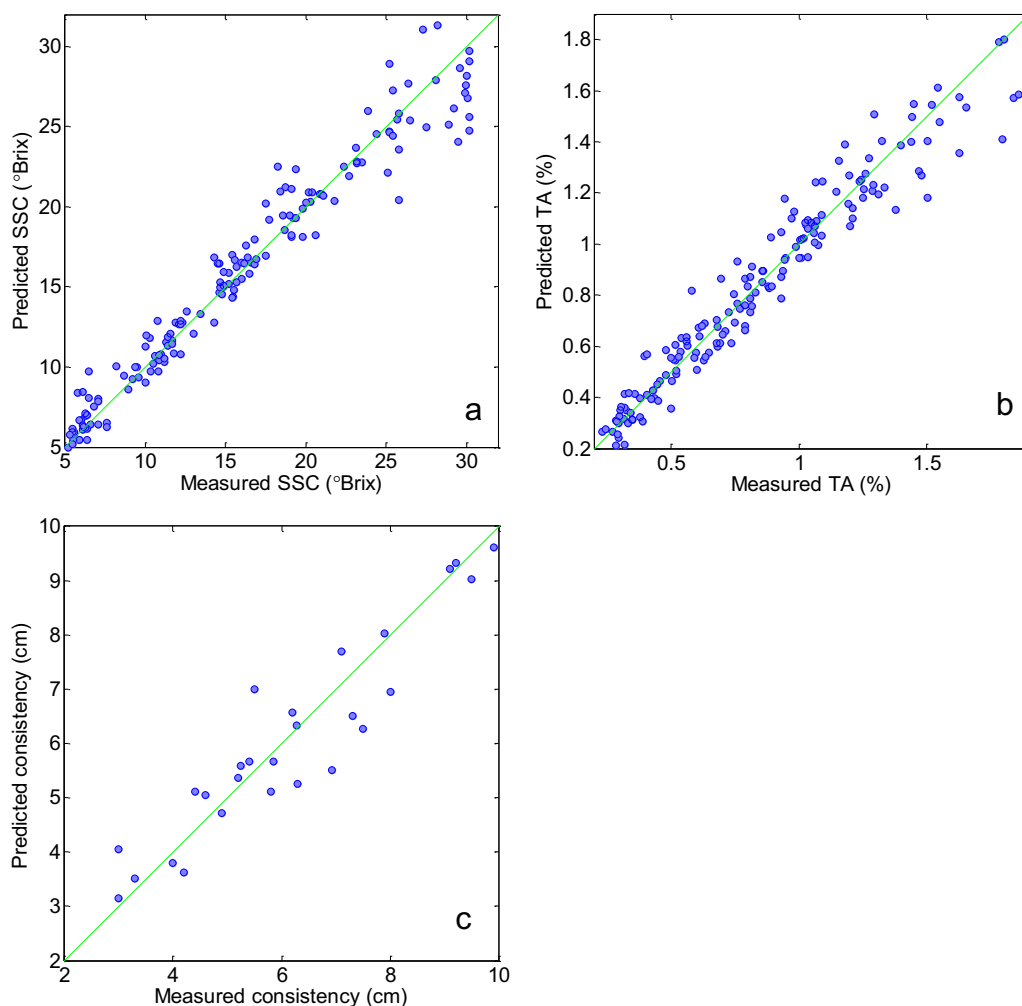 Predicted SSC (°Brix)
30
25
20
15
10
5
5 10 15 20 25 30
Measured SSC (°Brix)
a
Predicted TA (%)
1.8
1.6
1.4
1.2
1
0.8
0.6
0.4
0.2
0.5 1 1.5
Measured TA (%)
b
Predicted consistency (cm)
10
9
8
7
6
5
4
3
2
2 4 6 8 10
Measured consistency (cm)
c